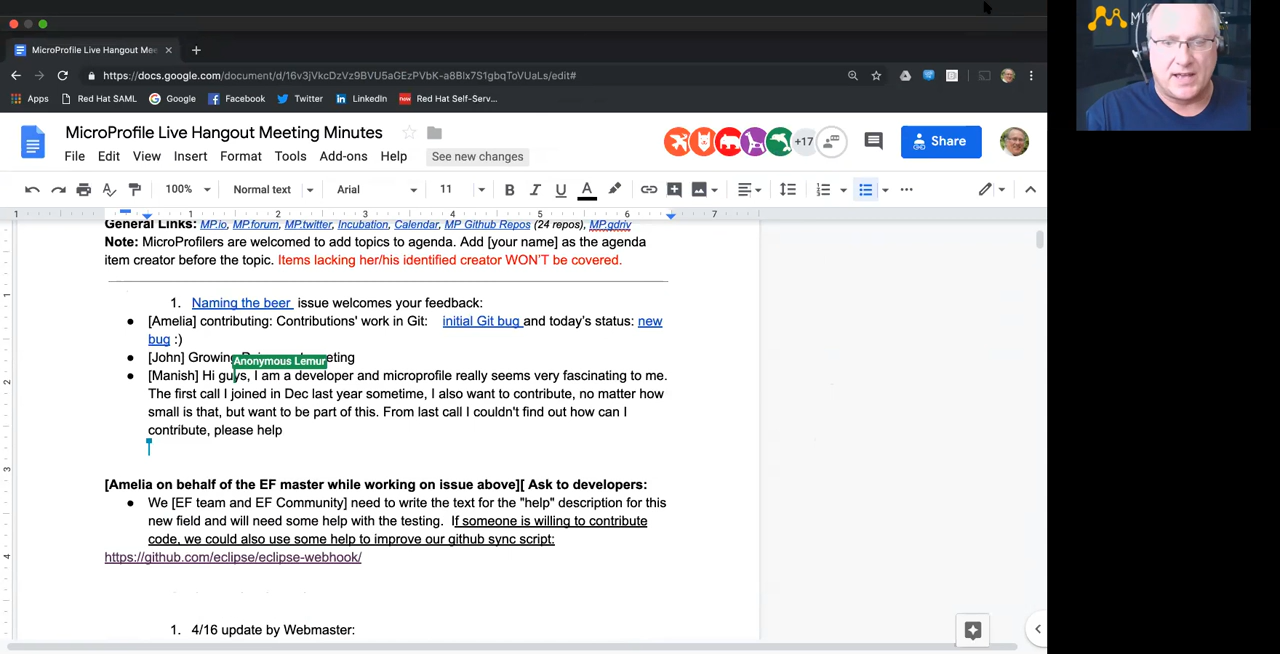 MicroProfile Live Hangout Mee
https://docs.google.com/document/d/16v3jVkcDzVz9BVU5aGEzPVbK-a8Blx7S1gbqToVUaLs/edit#
Apps Red Hat SAML Google Facebook Twitter LinkedIn Red Hat Self-Serv...
MicroProfile Live Hangout Meeting Minutes
File Edit View Insert Format Tools Add-ons Help See new changes
+17
Share
100% Normal text Arial 11
1 1 2 3 4 5 6 7
General Links: MP.io, MP.forum, MP.twitter, Incubation, Calendar, MP Github Repos (24 repos), MP.gdriv
Note: MicroProfilers are welcomed to add topics to agenda. Add [your name] as the agenda
item creator before the topic. Items lacking her/his identified creator WON'T be covered.
1. Naming the beer issue welcomes your feedback:
● [Amelia] contributing: Contributions' work in Git: initial Git bug and today's status: new
bug :)
● [John] Growing
Anonymous Lemur
● [Manish] Hi guys, I am a developer and microprofile really seems very fascinating to me.
The first call I joined in Dec last year sometime, I also want to contribute, no matter how
small is that, but want to be part of this. From last call I couldn't find out how can I
contribute, please help
[Amelia on behalf of the EF master while working on issue above][ Ask to developers:
● We [EF team and EF Community] need to write the text for the "help" description for this
new field and will need some help with the testing. If someone is willing to contribute
code, we could also use some help to improve our github sync script:
https://github.com/eclipse/eclipse-webhook/
1. 4/16 update by Webmaster: